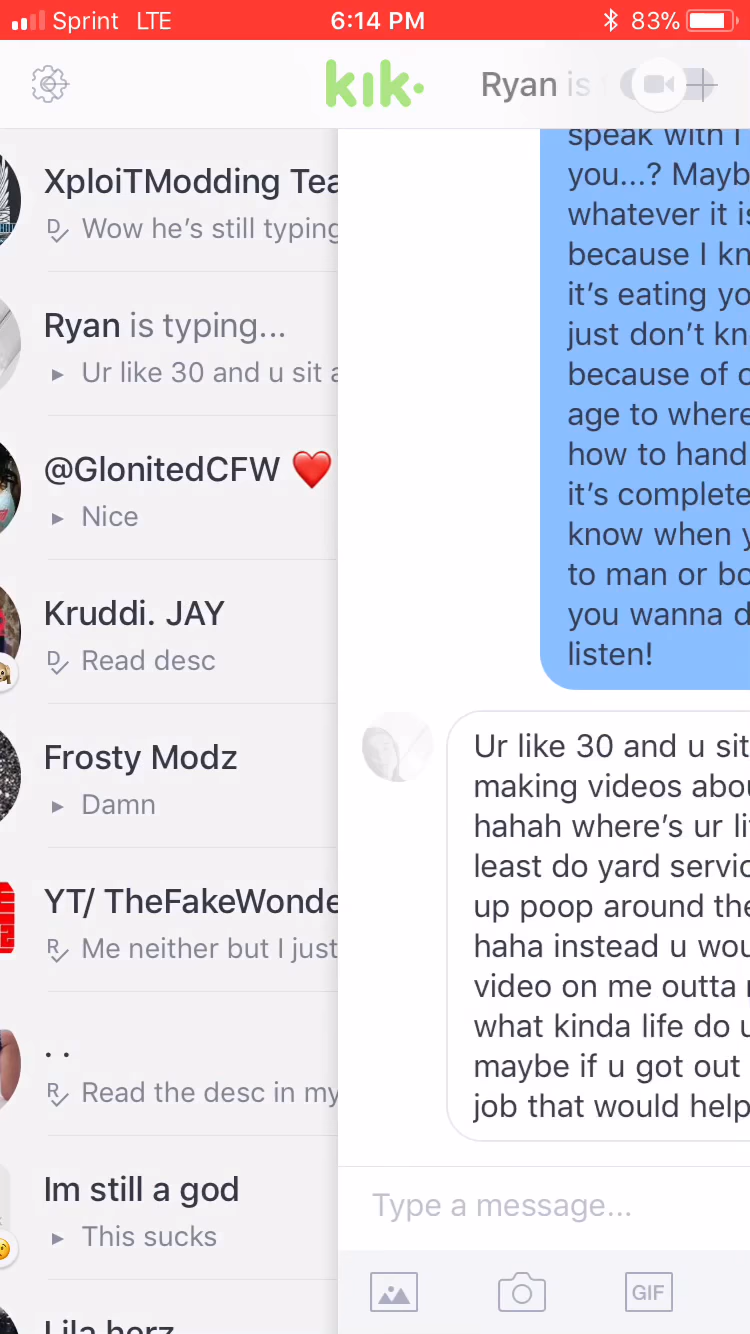 Sprint LTE 6:14 PM 83%
kik.
Ryan is
XploiTModding Tea
D Wow he's still typing
Ryan is typing...
Ur like 30 and u sit a
@GlonitedCFW ❤️
Nice
Kruddi. JAY
D Read desc
Frosty Modz
Damn
YT/ TheFakeWonde
R Me neither but I just
. .
R Read the desc in my
Im still a god
This sucks
Lila herz
speak with I
you...? Mayb
whatever it is
because I kn
it's eating yo
just don't kn
because of o
age to where
how to hand
it's complete
know when y
to man or bo
you wanna d
listen!
Ur like 30 and u sit
making videos abou
hahah where's ur li
least do yard servic
up poop around the
haha instead u wou
video on me outta
what kinda life do u
maybe if u got out
job that would help
Type a message...
GIF